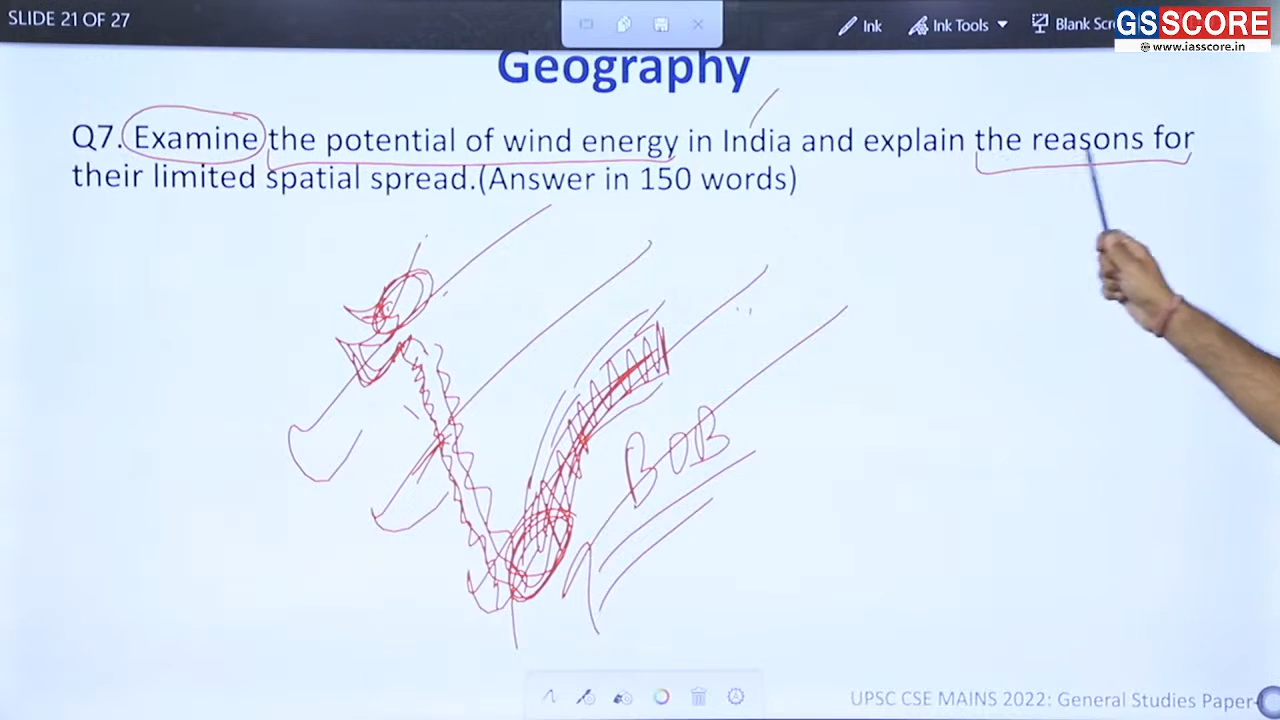 SLIDE 21 OF 27
Ink
Ink Tools
Blank Scr
GSSCORE
www.iasscore.in
Geography
Q7. Examine the potential of wind energy in India and explain the reasons for
their limited spatial spread.(Answer in 150 words)
BOB
UPSC CSE MAINS 2022: General Studies Paper-